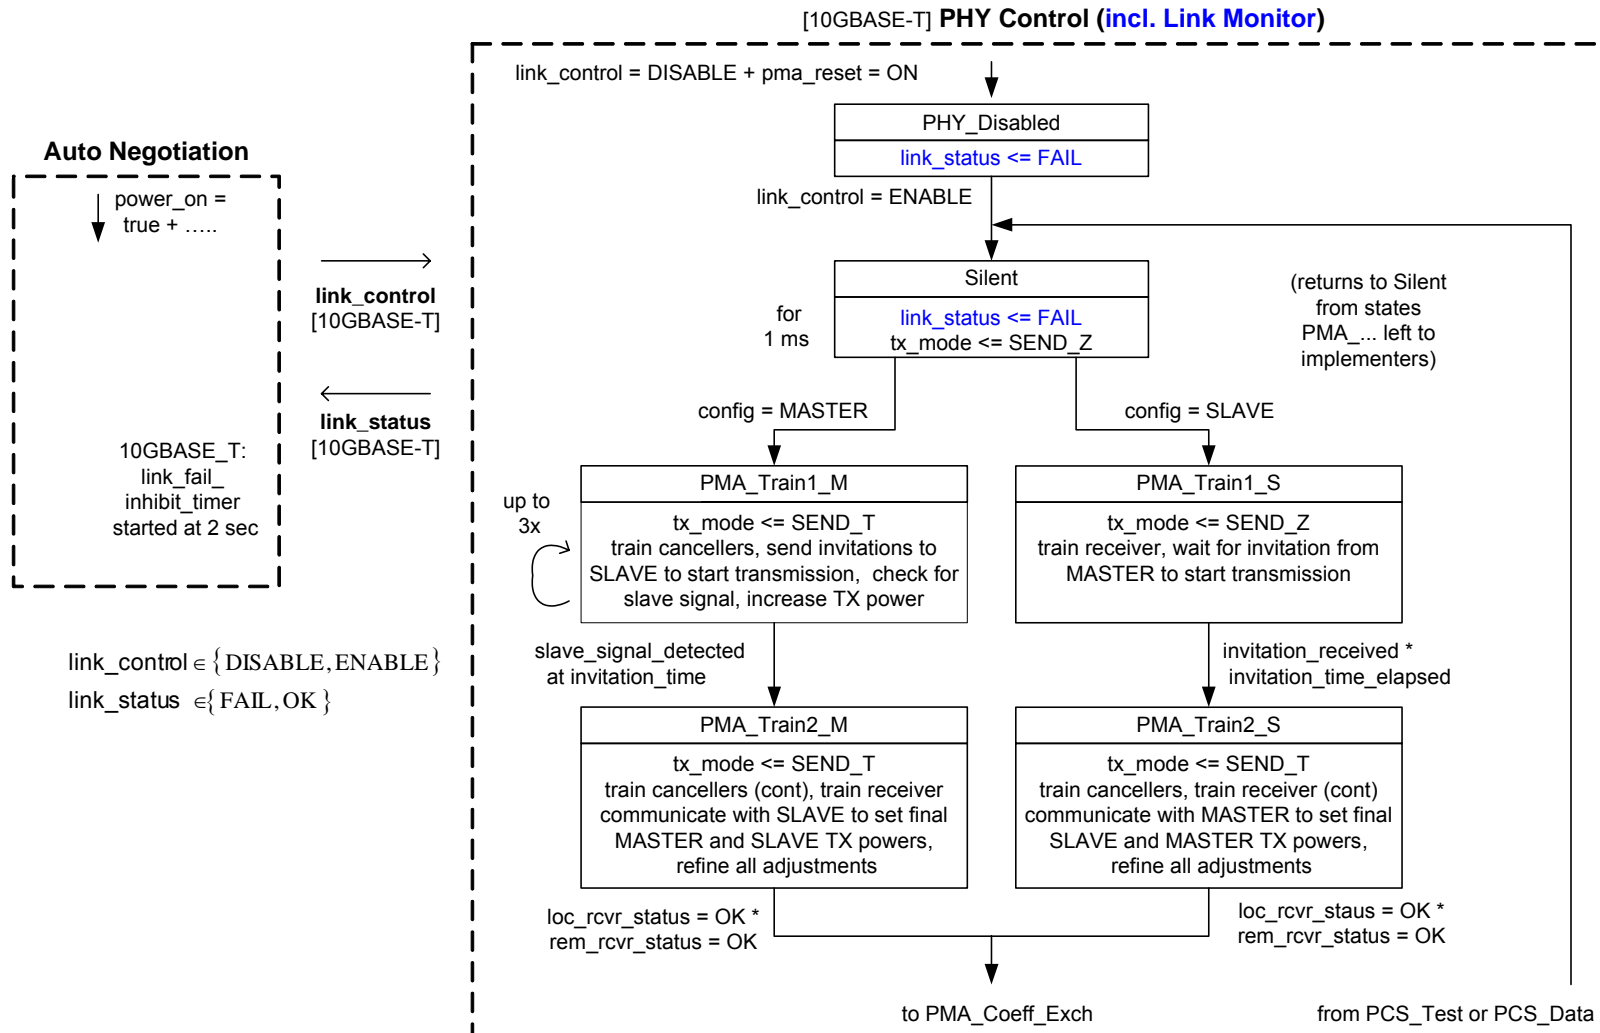 [10GBASE-T] PHY Control (incl. Link Monitor)
link_control = DISABLE + pma_reset = ON
PHY_Disabled
link_status <= FAIL
link_control = ENABLE
Auto Negotiation
power_on =
true + .....
link_control
[10GBASE-T]
link_status
[10GBASE-T]
10GBASE_T:
link_fail_
inhibit_timer
started at 2 sec
link_control ∈ {DISABLE, ENABLE}
link_status ∈ {FAIL, OK}
Silent
for
1 ms
link_status <= FAIL
tx_mode <= SEND_Z
(returns to Silent
from states
PMA_... left to
implementers)
config = MASTER
config = SLAVE
up to
3x
PMA_Train1_M
tx_mode <= SEND_T
train cancellers, send invitations to
SLAVE to start transmission, check for
slave signal, increase TX power
PMA_Train1_S
tx_mode <= SEND_Z
train receiver, wait for invitation from
MASTER to start transmission
slave_signal_detected
at invitation_time
invitation_received *
invitation_time_elapsed
PMA_Train2_M
tx_mode <= SEND_T
train cancellers (cont), train receiver
communicate with SLAVE to set final
MASTER and SLAVE TX powers,
refine all adjustments
PMA_Train2_S
tx_mode <= SEND_T
train cancellers, train receiver (cont)
communicate with MASTER to set final
SLAVE and MASTER TX powers,
refine all adjustments
loc_rcvr_status = OK *
rem_rcvr_status = OK
loc_rcvr_staus = OK *
rem_rcvr_status = OK
to PMA_Coeff_Exch
from PCS_Test or PCS_Data